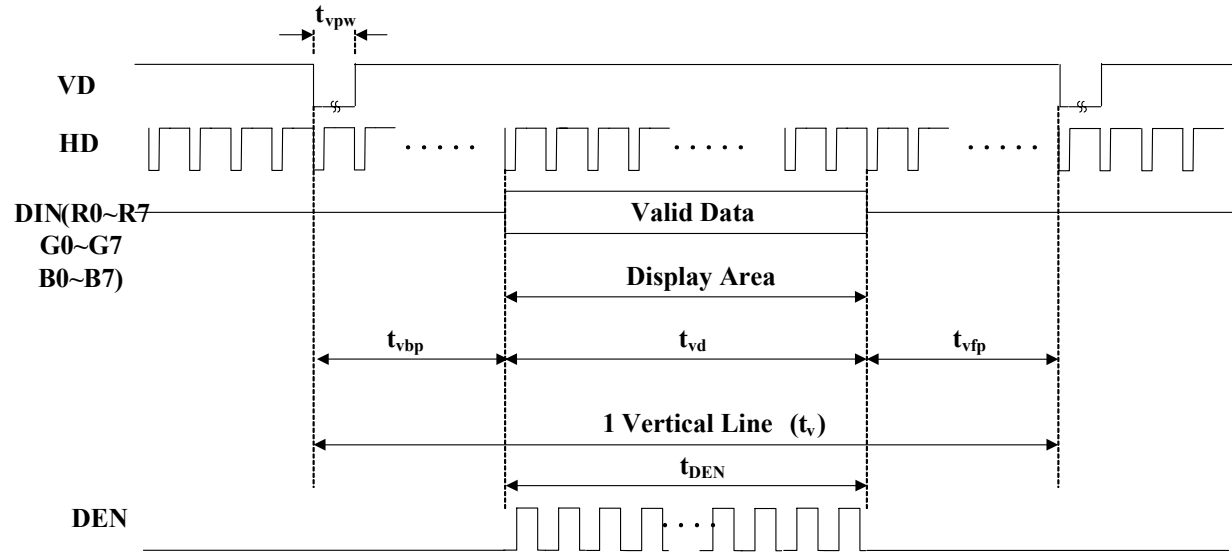 tvpw
VD
HD
DIN(R0~R7
G0~G7
B0~B7)
Valid Data
Display Area
tvbp
tvd
tvfp
1 Vertical Line (tv)
tDEN
DEN